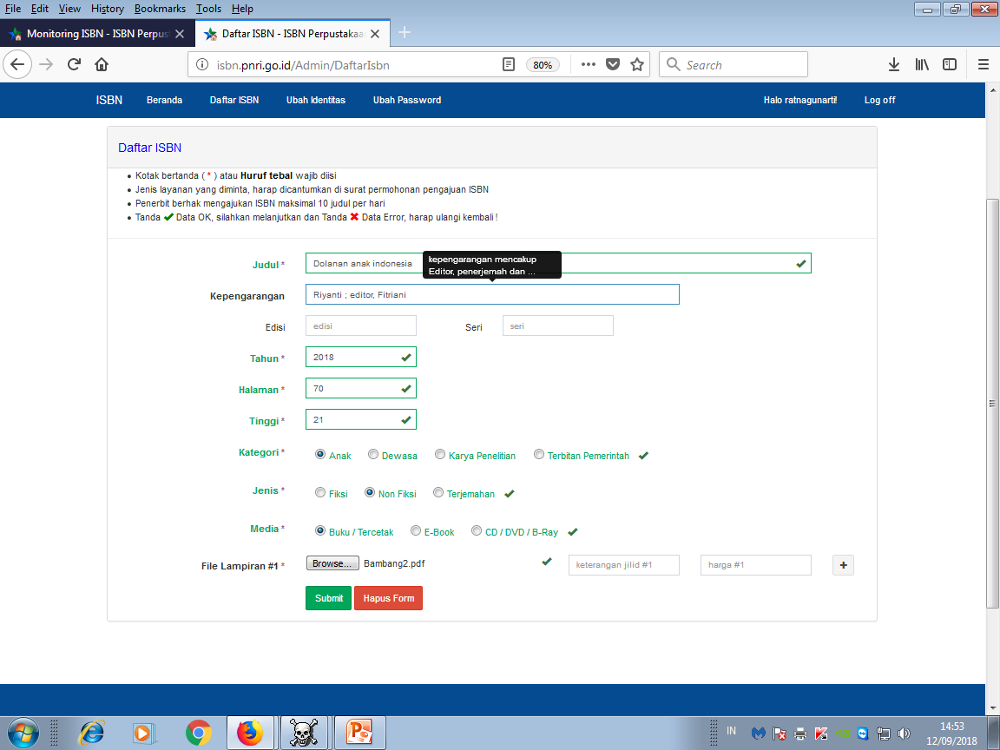 File Edit View History Bookmarks Tools Help
Monitoring ISBN - ISBN Perpus
Daftar ISBN - ISBN Perpustakaa
isbn.pnri.go.id/Admin/DaftarIsbn
80%
Search
ISBN Beranda Daftar ISBN Ubah Identitas Ubah Password Halo ratnagunarti! Log off
Daftar ISBN
• Kotak bertanda ( * ) atau Huruf tebal wajib diisi
• Jenis layanan yang diminta, harap dicantumkan di surat permohonan pengajuan ISBN
• Penerbit berhak mengajukan ISBN maksimal 10 judul per hari
• Tanda ✔ Data OK, silahkan melanjutkan dan Tanda ✖ Data Error, harap ulangi kembali !
kepengarangan mencakup
Editor, penerjemah dan ...
Judul * Dolanan anak indonesia
Kepengarangan Riyanti ; editor, Fitriani
Edisi edisi Seri seri
Tahun * 2018
Halaman * 70
Tinggi * 21
Kategori * Anak Dewasa Karya Penelitian Terbitan Pemerintah
Jenis * Fiksi Non Fiksi Terjemahan
Media * Buku / Tercetak E-Book CD / DVD / B-Ray
File Lampiran #1 * Browse... Bambang2.pdf keterangan jilid #1 harga #1 +
Submit Hapus Form
IN
14:53
12/09/2018